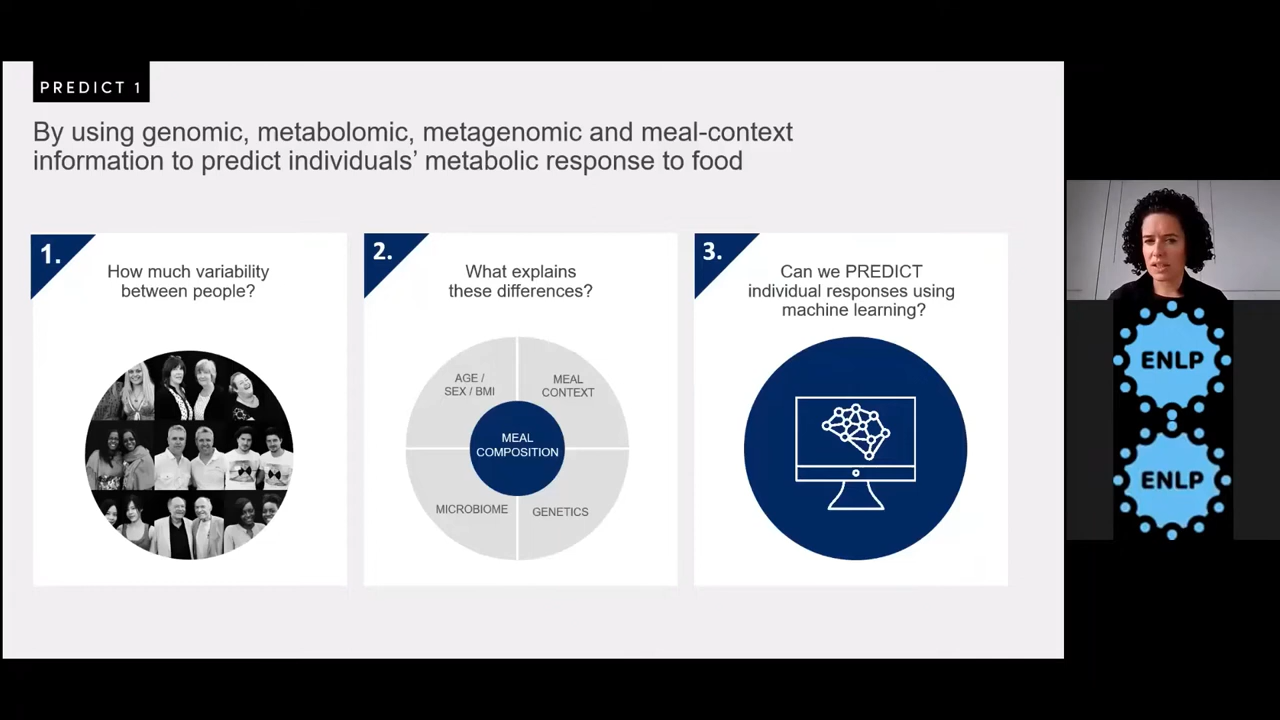 PREDICT 1
By using genomic, metabolomic, metagenomic and meal-context
information to predict individuals’ metabolic response to food
1.
How much variability
between people?
2.
What explains
these differences?
AGE /
SEX / BMI
MEAL
CONTEXT
MEAL
COMPOSITION
MICROBIOME
GENETICS
3.
Can we PREDICT
individual responses using
machine learning?
ENLP
ENLP